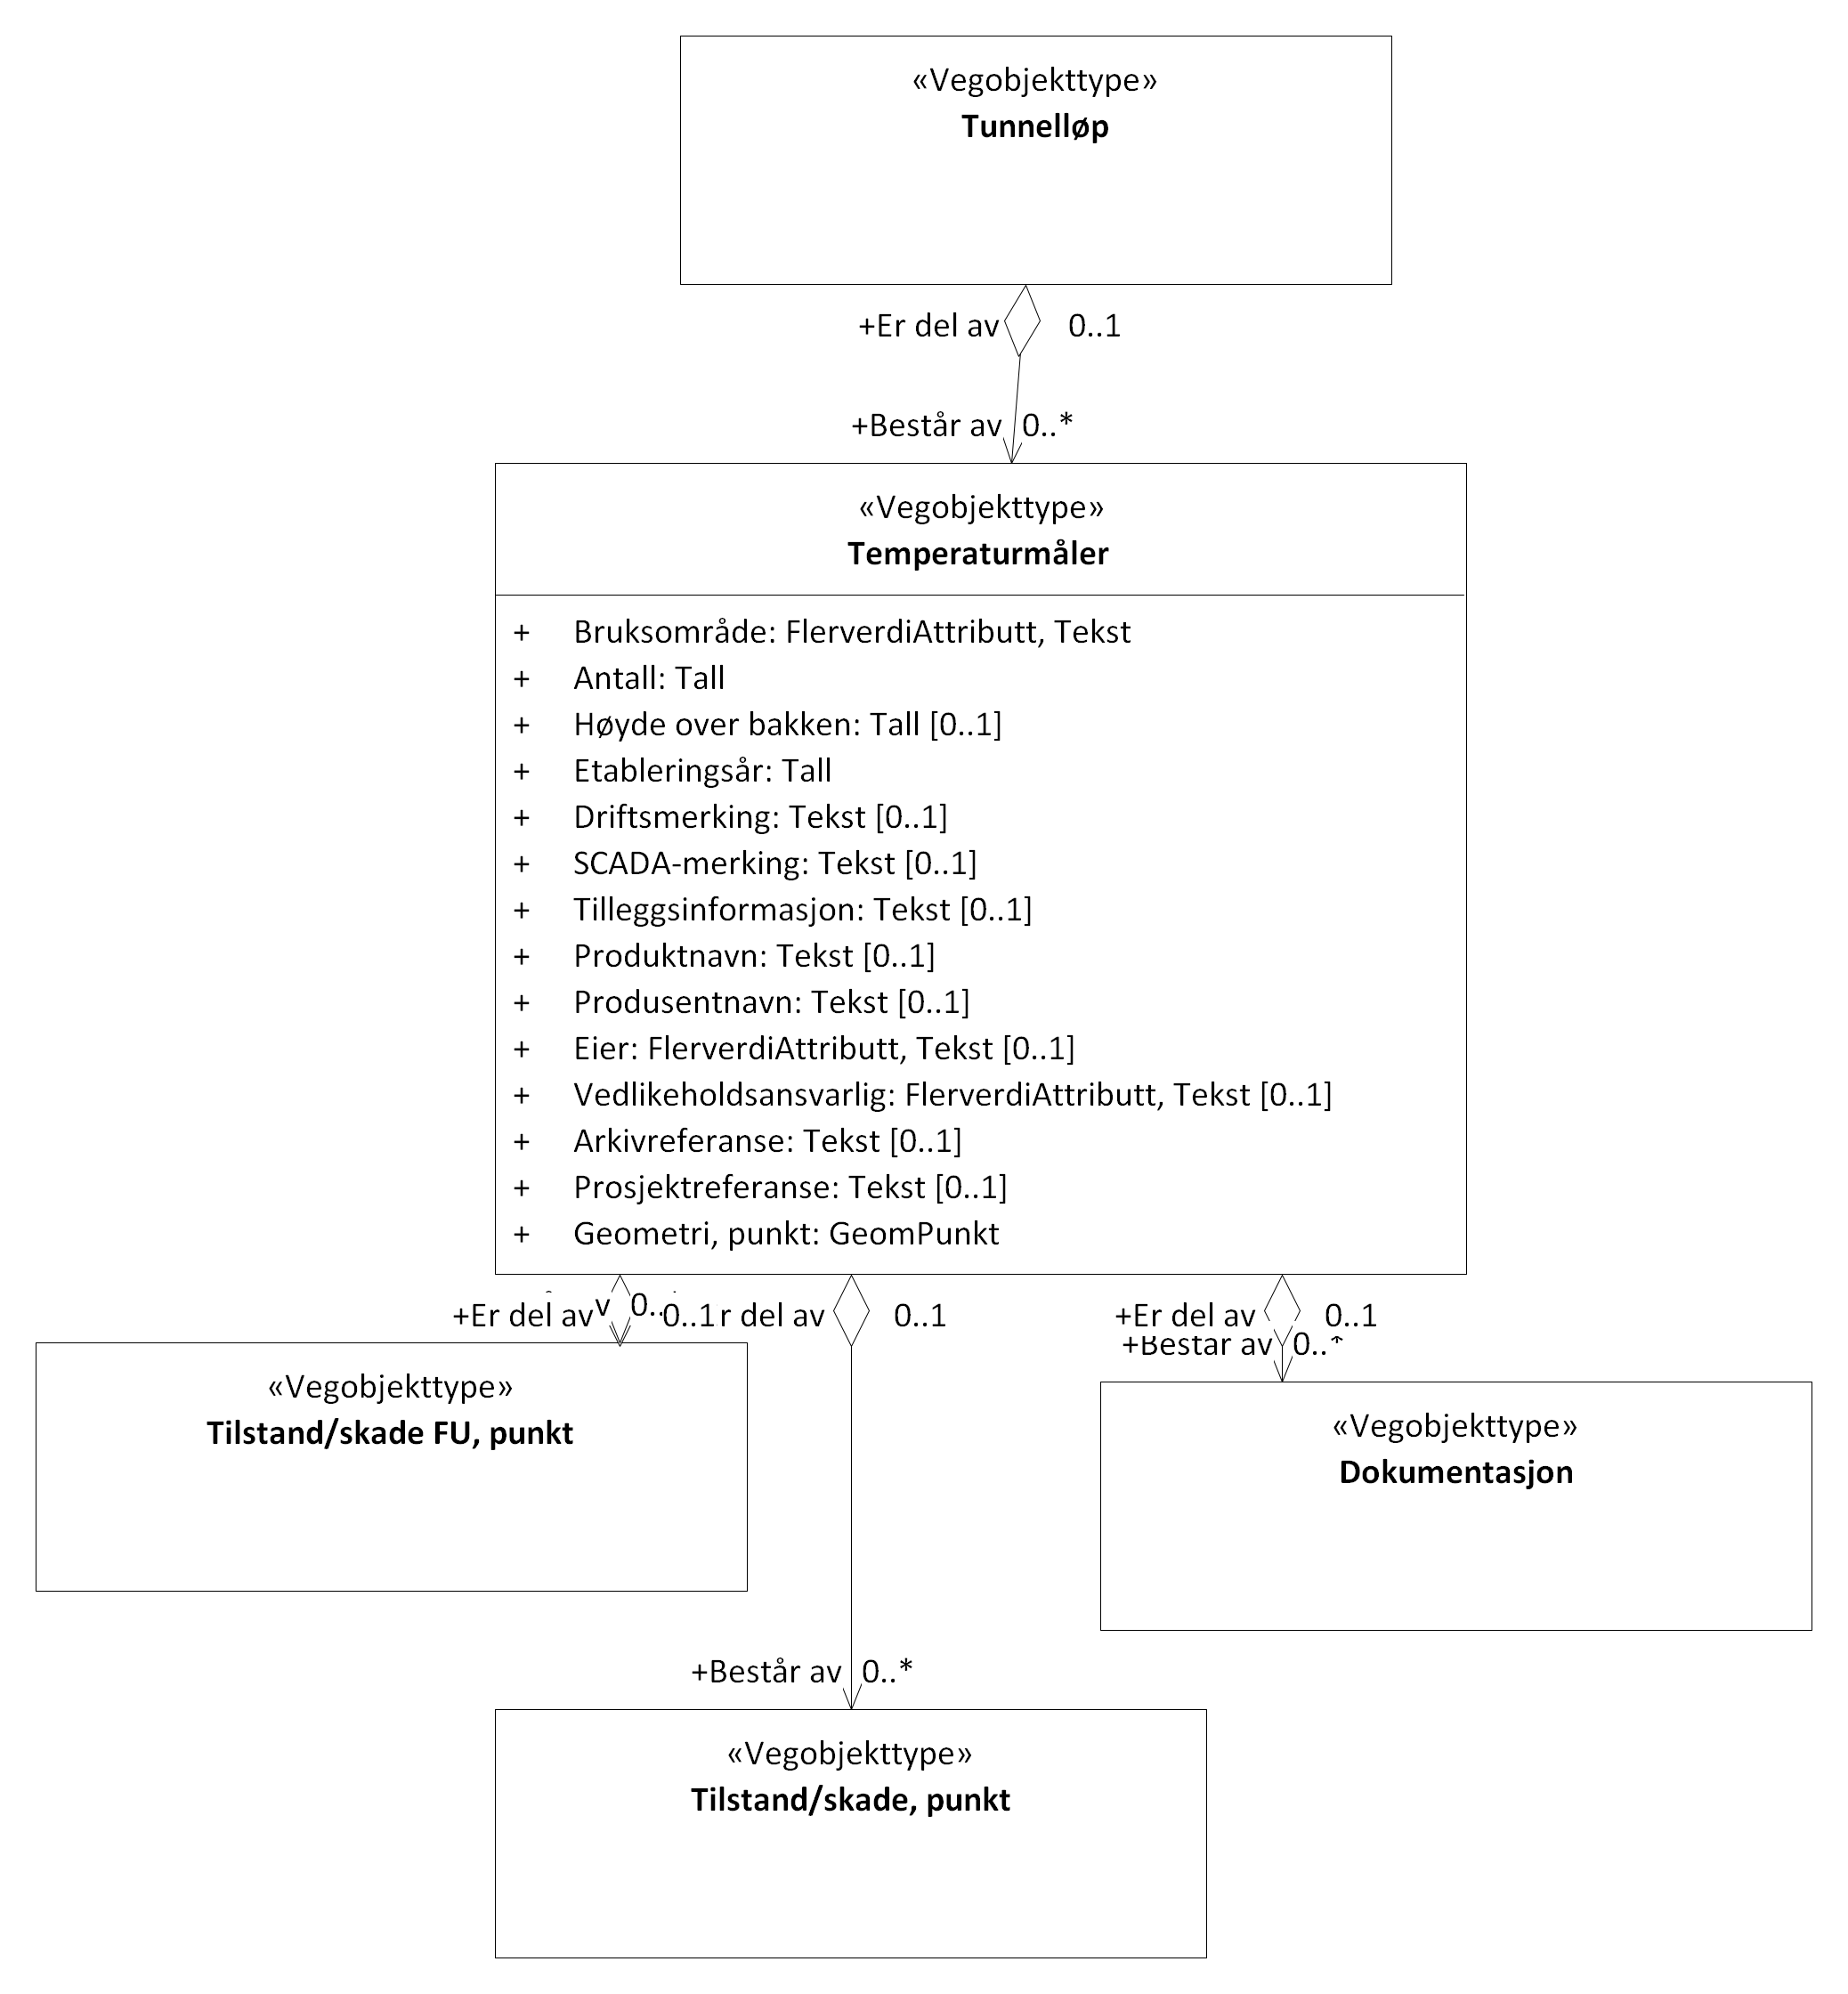 «Vegobjekttype»
Tunnelløp
+Er del av 0..1
+Består av 0..*
«Vegobjekttype»
Temperaturmåler
+ Bruksområde: FlerverdiAttributt, Tekst
+ Antall: Tall
+ Høyde over bakken: Tall [0..1]
+ Etableringsår: Tall
+ Driftsmerking: Tekst [0..1]
+ SCADA-merking: Tekst [0..1]
+ Tilleggsinformasjon: Tekst [0..1]
+ Produktnavn: Tekst [0..1]
+ Produsentnavn: Tekst [0..1]
+ Eier: FlerverdiAttributt, Tekst [0..1]
+ Vedlikeholdsansvarlig: FlerverdiAttributt, Tekst [0..1]
+ Arkivreferanse: Tekst [0..1]
+ Prosjektreferanse: Tekst [0..1]
+ Geometri, punkt: GeomPunkt
+Er del av 0..1
del av 0..1
+Er del av 0..1
+Består av 0..*
«Vegobjekttype»
Tilstand/skade FU, punkt
«Vegobjekttype»
Dokumentasjon
+Består av 0..*
«Vegobjekttype»
Tilstand/skade, punkt